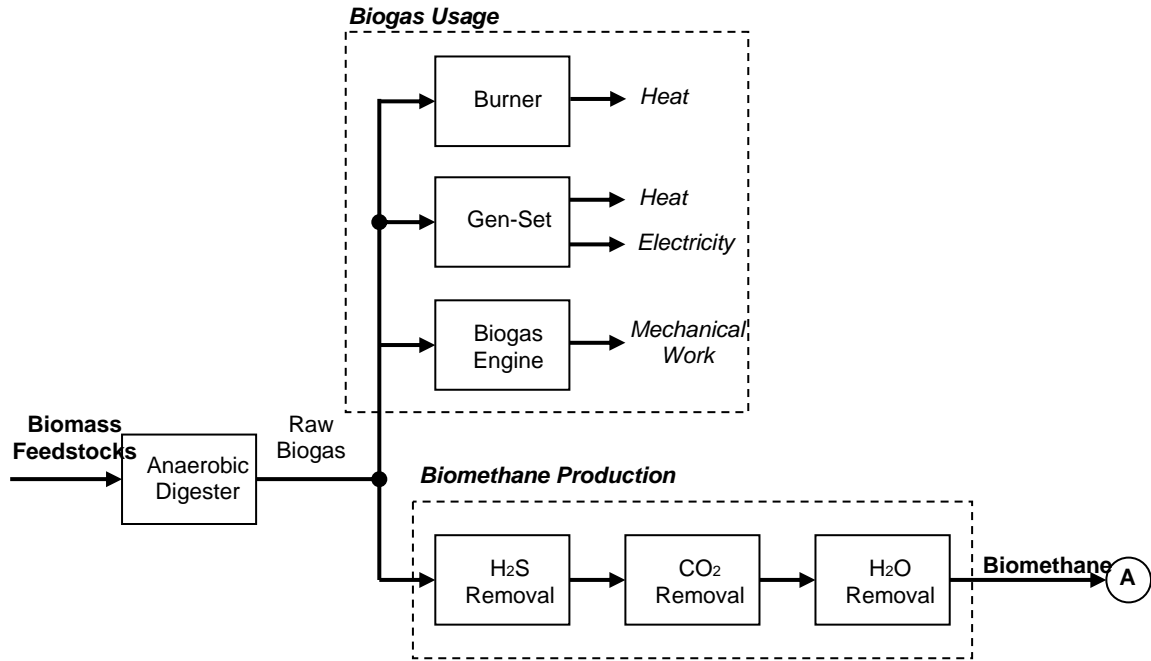 Biogas Usage
Burner
Heat
Gen-Set
Heat
Electricity
Biogas
Engine
Mechanical
Work
Biomass
Feedstocks
Anaerobic
Digester
Raw
Biogas
Biomethane Production
H₂S
Removal
CO₂
Removal
H₂O
Removal
Biomethane
A